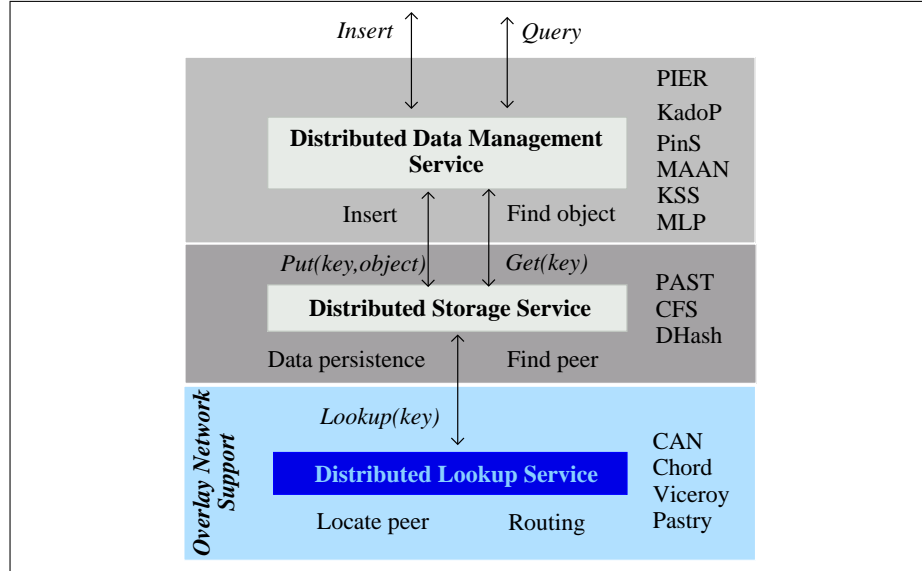 Insert
Query
PIER
KadoP
Distributed Data Management
Service
PinS
MAAN
KSS
MLP
Insert
Find object
Put(key,object)
Get(key)
PAST
CFS
DHash
Distributed Storage Service
Data persistence
Find peer
Overlay Network
Support
Lookup(key)
CAN
Chord
Viceroy
Pastry
Distributed Lookup Service
Locate peer
Routing